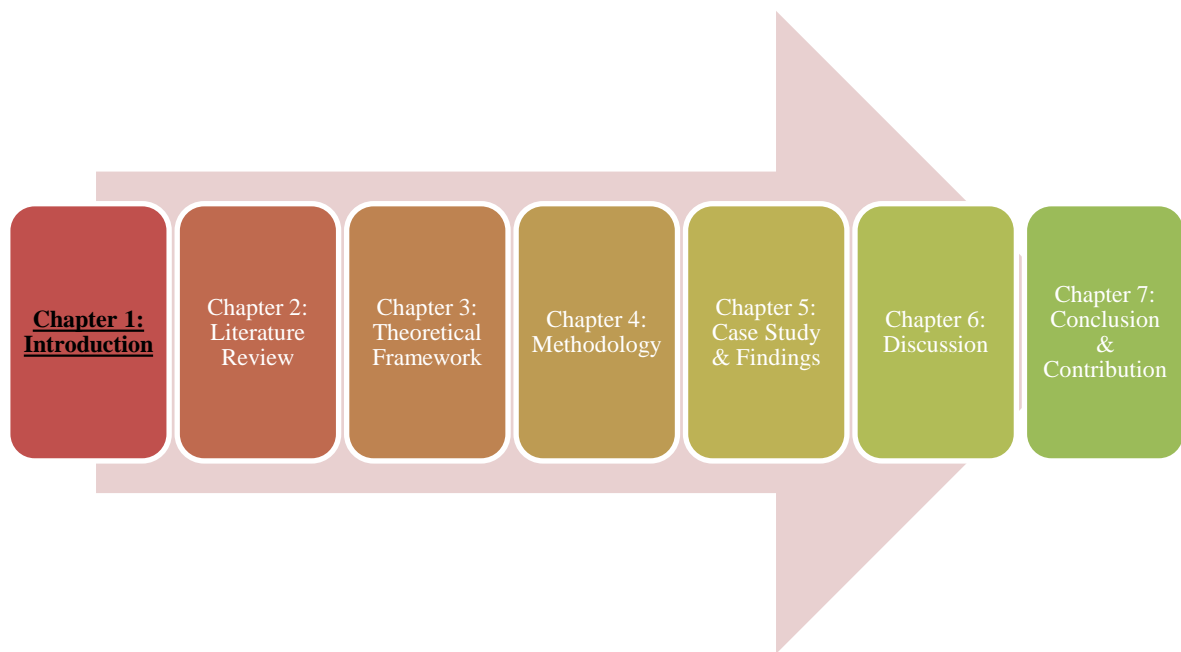 Chapter 1:
Introduction
Chapter 2:
Literature
Review
Chapter 3:
Theoretical
Framework
Chapter 4:
Methodology
Chapter 5:
Case Study
& Findings
Chapter 6:
Discussion
Chapter 7:
Conclusion
&
Contribution